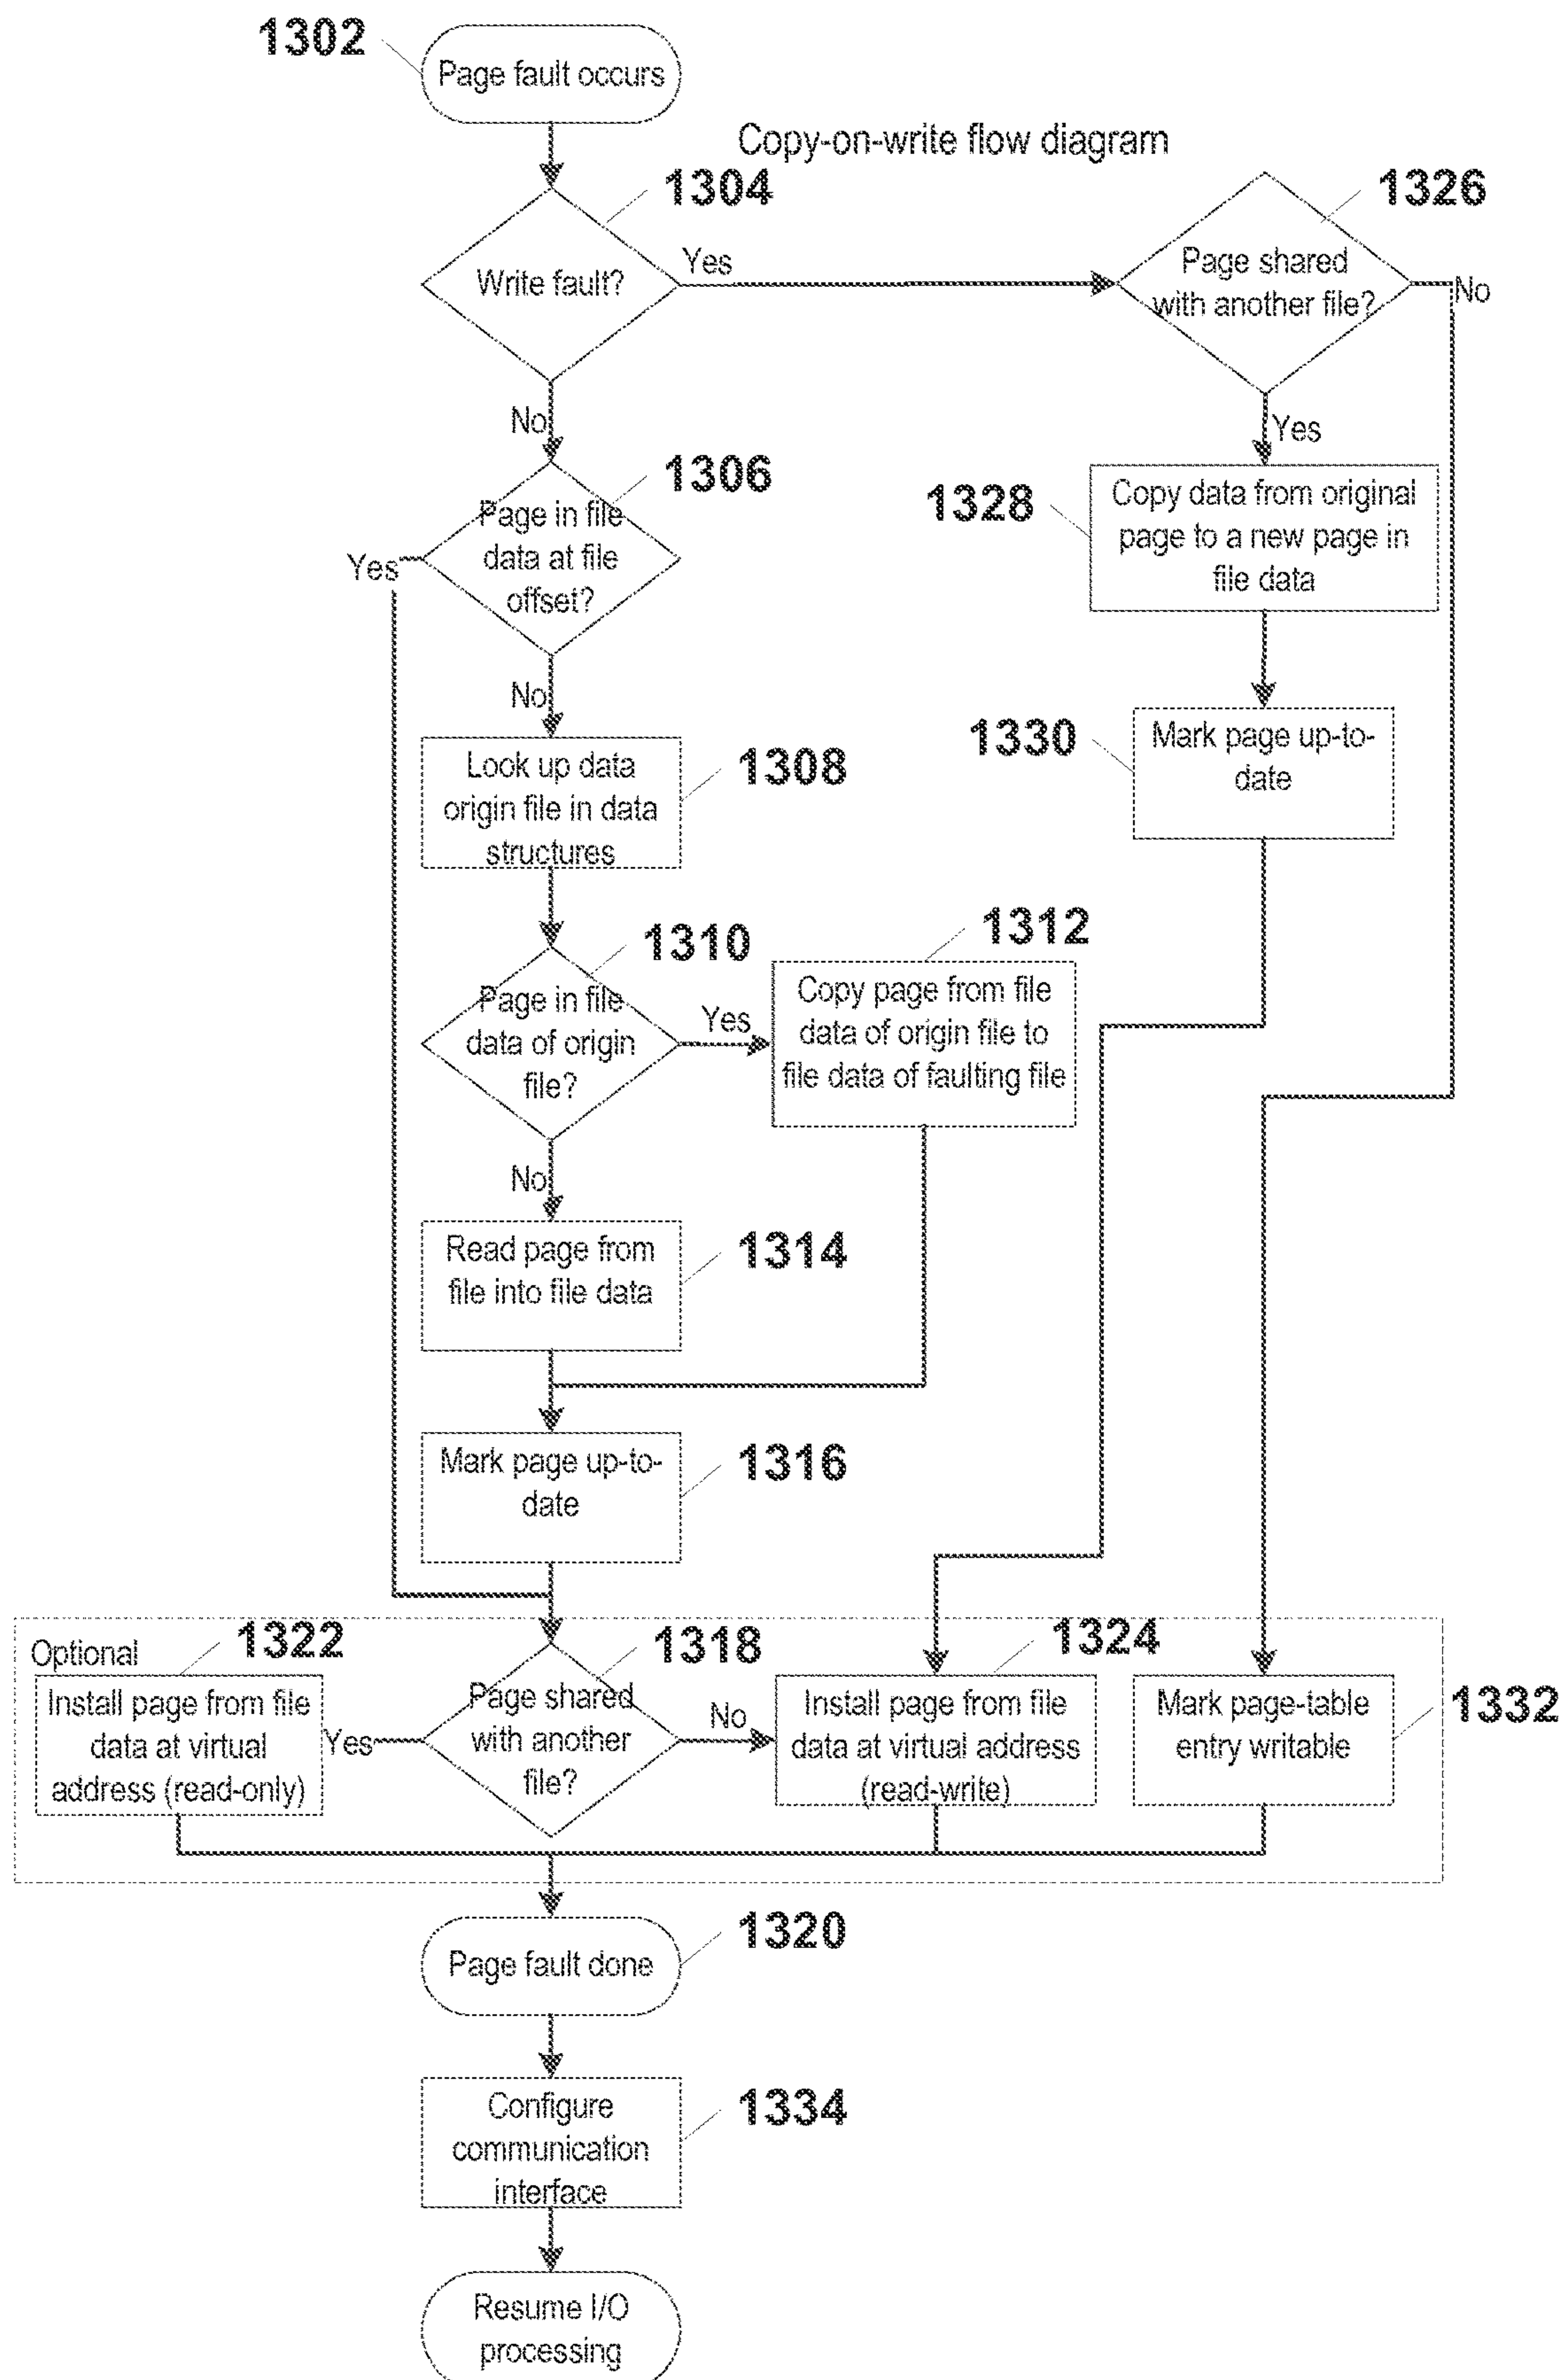 1302
Page fault occurs
Copy-on-write flow diagram
1304
1326
Write fault?
Yes
Page shared
with another file?
No
No
Yes
1306
Page in file
data at file
offset?
Yes
1328
Copy data from original
page to a new page in
file data
No
1308
Look up data
origin file in data
structures
1330
Mark page up-to-
date
1310
1312
Page in file
data of origin
file?
Yes
Copy page from file
data of origin file to
file data of faulting file
No
1314
Read page from
file into file data
1316
Mark page up-to-
date
Optional
1322
1318
1324
1332
Install page from file
data at virtual
address (read-only)
Yes
Page shared
with another
file?
No
Install page from file
data at virtual address
(read-write)
Mark page-table
entry writable
1320
Page fault done
1334
Configure
communication
interface
Resume I/O
processing